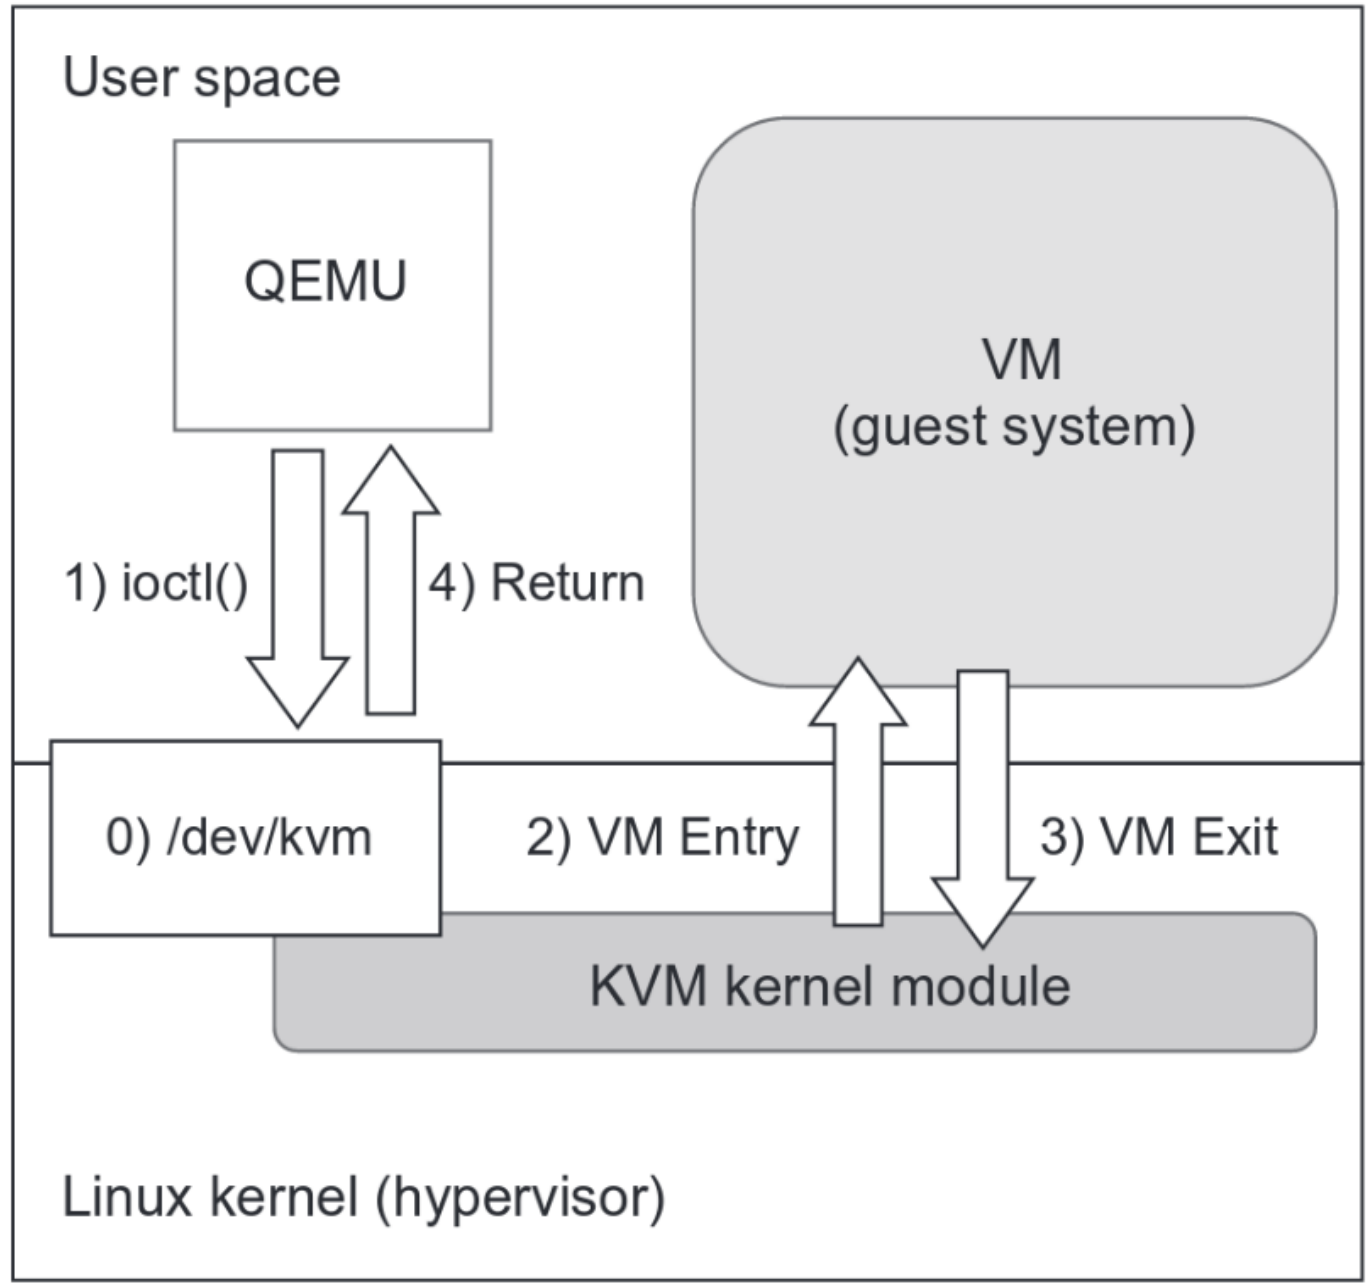 User space
QEMU
VM
(guest system)
1) ioctl()
4) Return
0) /dev/kvm
2) VM Entry
3) VM Exit
KVM kernel module
Linux kernel (hypervisor)